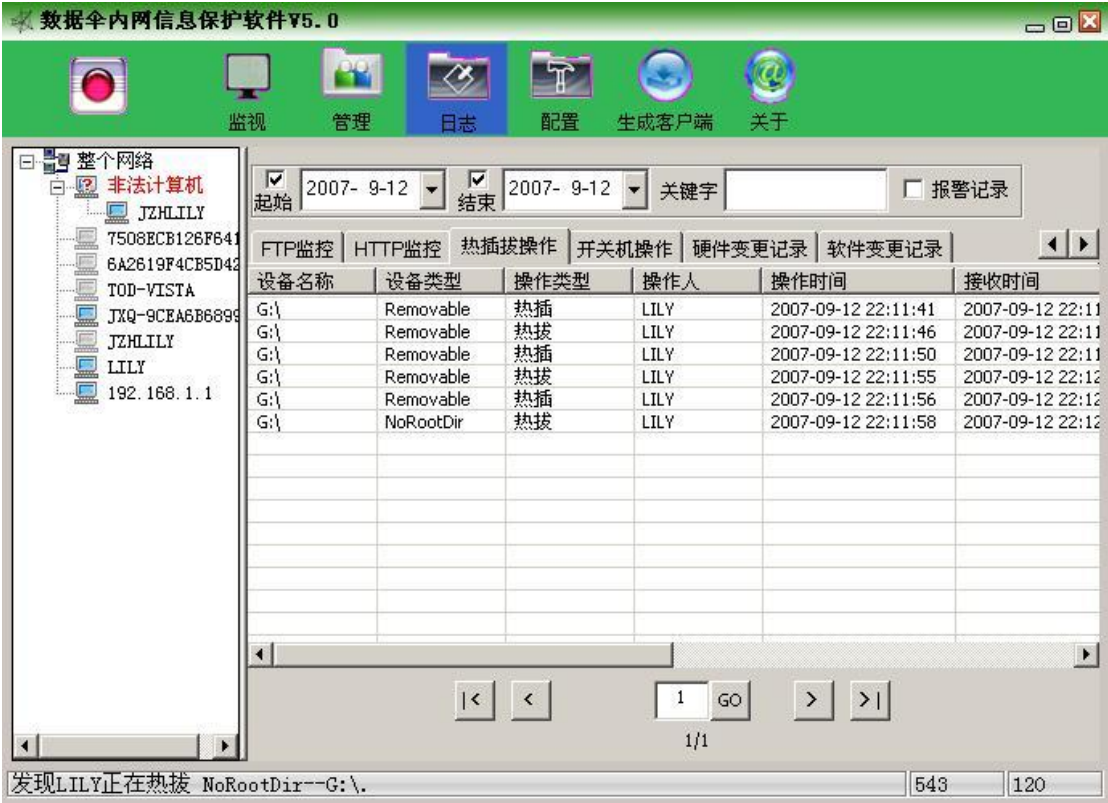 数据伞内网信息保护软件V5.0
监视 管理 日志 配置 生成客户端 关于
整个网络
非法计算机
JZHLILY
7508ECB126F641
6A2619F4CB5D42
TOD-VISTA
JXQ-9CEA6B6899
JZHLILY
LILY
192.168.1.1
起始 2007- 9-12 结束 2007- 9-12 关键字 报警记录
FTP监控 HTTP监控 热插拔操作 开关机操作 硬件变更记录 软件变更记录
设备名称 设备类型 操作类型 操作人 操作时间 接收时间
G:\ Removable 热插 LILY 2007-09-12 22:11:41 2007-09-12 22:11
G:\ Removable 热拔 LILY 2007-09-12 22:11:46 2007-09-12 22:11
G:\ Removable 热插 LILY 2007-09-12 22:11:50 2007-09-12 22:11
G:\ Removable 热拔 LILY 2007-09-12 22:11:55 2007-09-12 22:12
G:\ Removable 热插 LILY 2007-09-12 22:11:56 2007-09-12 22:12
G:\ NoRootDir 热拔 LILY 2007-09-12 22:11:58 2007-09-12 22:12
|< < 1 GO > >|
1/1
发现LILY正在热拔 NoRootDir--G:\. 543 120